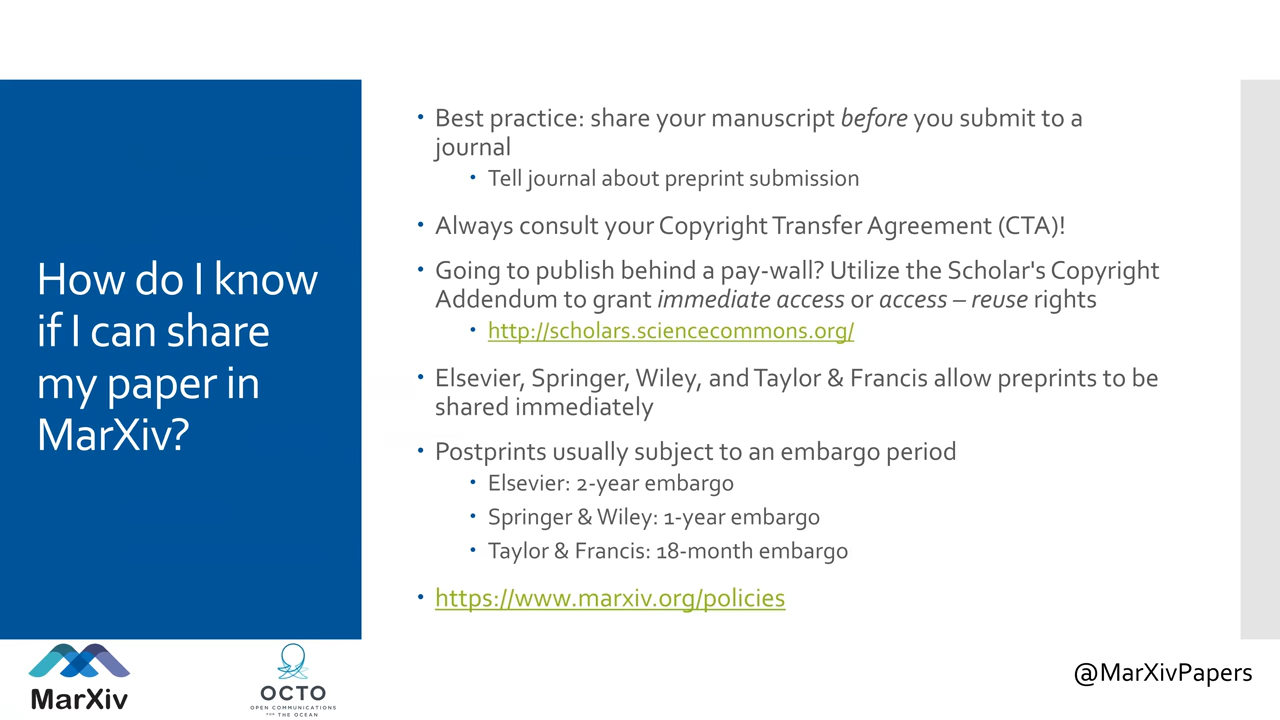 How do I know
if I can share
my paper in
MarXiv?
• Best practice: share your manuscript before you submit to a
journal
• Tell journal about preprint submission
• Always consult your Copyright Transfer Agreement (CTA)!
• Going to publish behind a pay-wall? Utilize the Scholar's Copyright
Addendum to grant immediate access or access – reuse rights
• http://scholars.sciencecommons.org/
• Elsevier, Springer, Wiley, and Taylor & Francis allow preprints to be
shared immediately
• Postprints usually subject to an embargo period
• Elsevier: 2-year embargo
• Springer & Wiley: 1-year embargo
• Taylor & Francis: 18-month embargo
• https://www.marxiv.org/policies
MarXiv
OCTO
OPEN COMMUNICATIONS
FOR THE OCEAN
@MarXivPapers